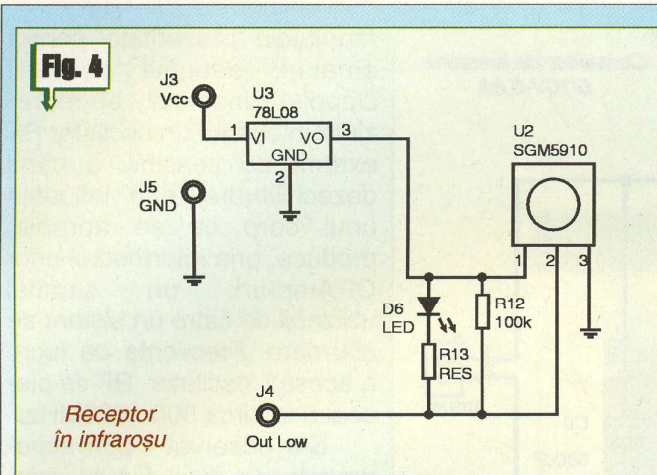 Fig. 4
J3
Vcc
U3
78L08
1
VI
VO
3
GND
2
J5
GND
U2
SGM5910
1
2
3
D6
LED
R12
100k
R13
RES
J4
Out Low
Receptor
în infraroșu